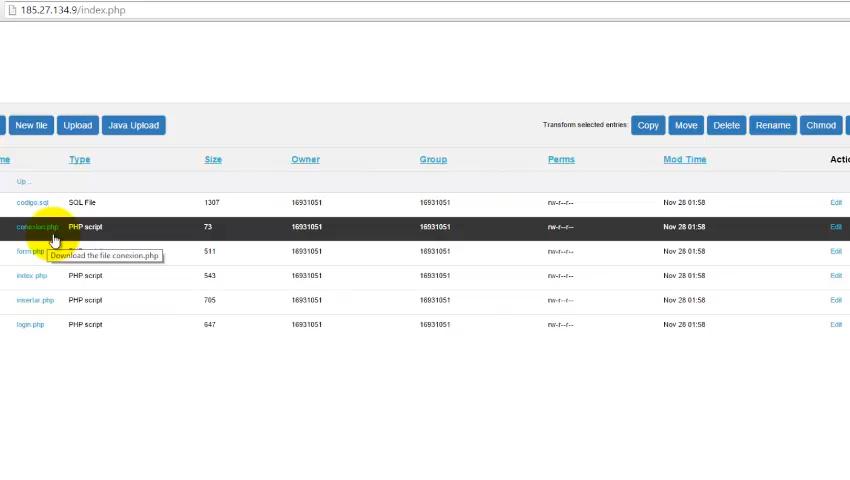 185.27.134.9/index.php
New file Upload Java Upload Transform selected entries: Copy Move Delete Rename Chmod
Type Size Owner Group Perms Mod Time
Up ..
codigo.sql SQL File 1307 16931051 16931051 rw-r--r-- Nov 28 01:58 Edit
conexion.php PHP script 73 16931051 16931051 rw-r--r-- Nov 28 01:58 Edit
form.php PHP script 511 16931051 16931051 rw-r--r-- Nov 28 01:58 Edit
Download the file conexion.php
index.php PHP script 543 16931051 16931051 rw-r--r-- Nov 28 01:58 Edit
insertar.php PHP script 705 16931051 16931051 rw-r--r-- Nov 28 01:58 Edit
login.php PHP script 647 16931051 16931051 rw-r--r-- Nov 28 01:58 Edit